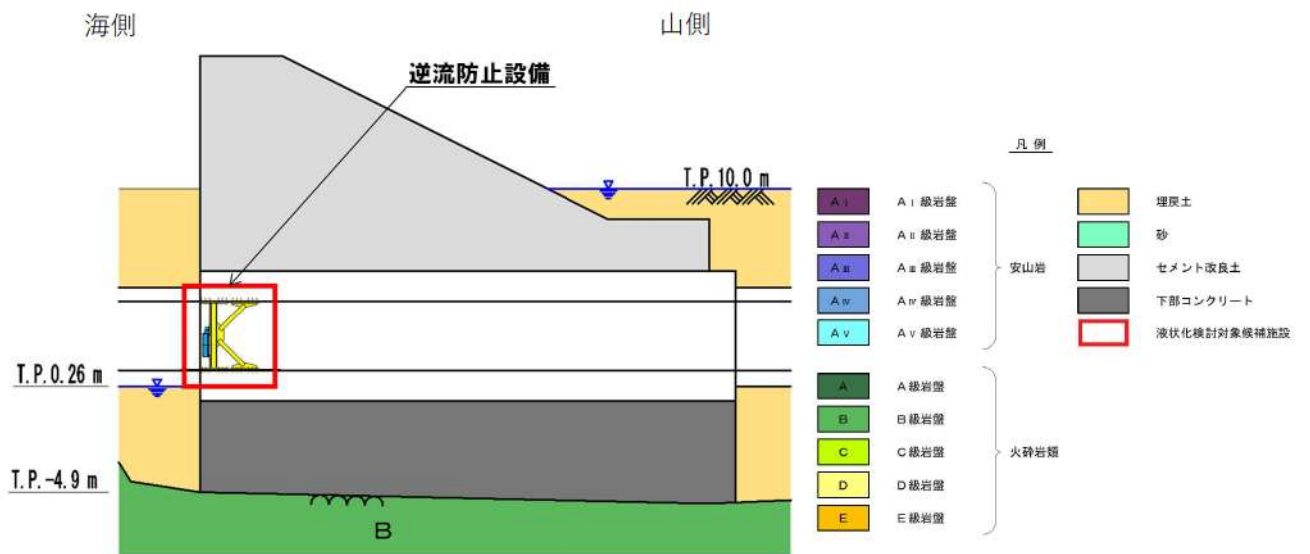 海側
山側
逆流防止設備
T.P.10.0 m
T.P.0.26 m
T.P.-4.9 m
B
凡 例
AⅠ AⅠ級岩盤
AⅡ AⅡ級岩盤
AⅢ AⅢ級岩盤
AⅣ AⅣ級岩盤
AⅤ AⅤ級岩盤
安山岩
A A級岩盤
B B級岩盤
C C級岩盤
D D級岩盤
E E級岩盤
火砕岩類
埋戻土
砂
セメント改良土
下部コンクリート
液状化検討対象候補施設